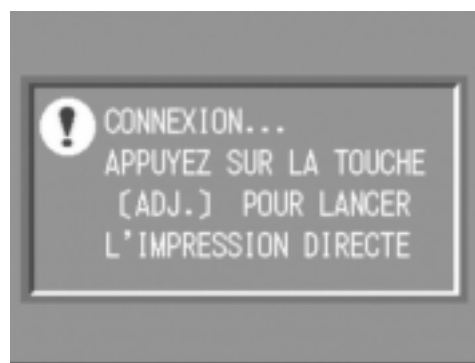 CONNEXION...
APPUYEZ SUR LA TOUCHE
(ADJ.) POUR LANCER
L'IMPRESSION DIRECTE